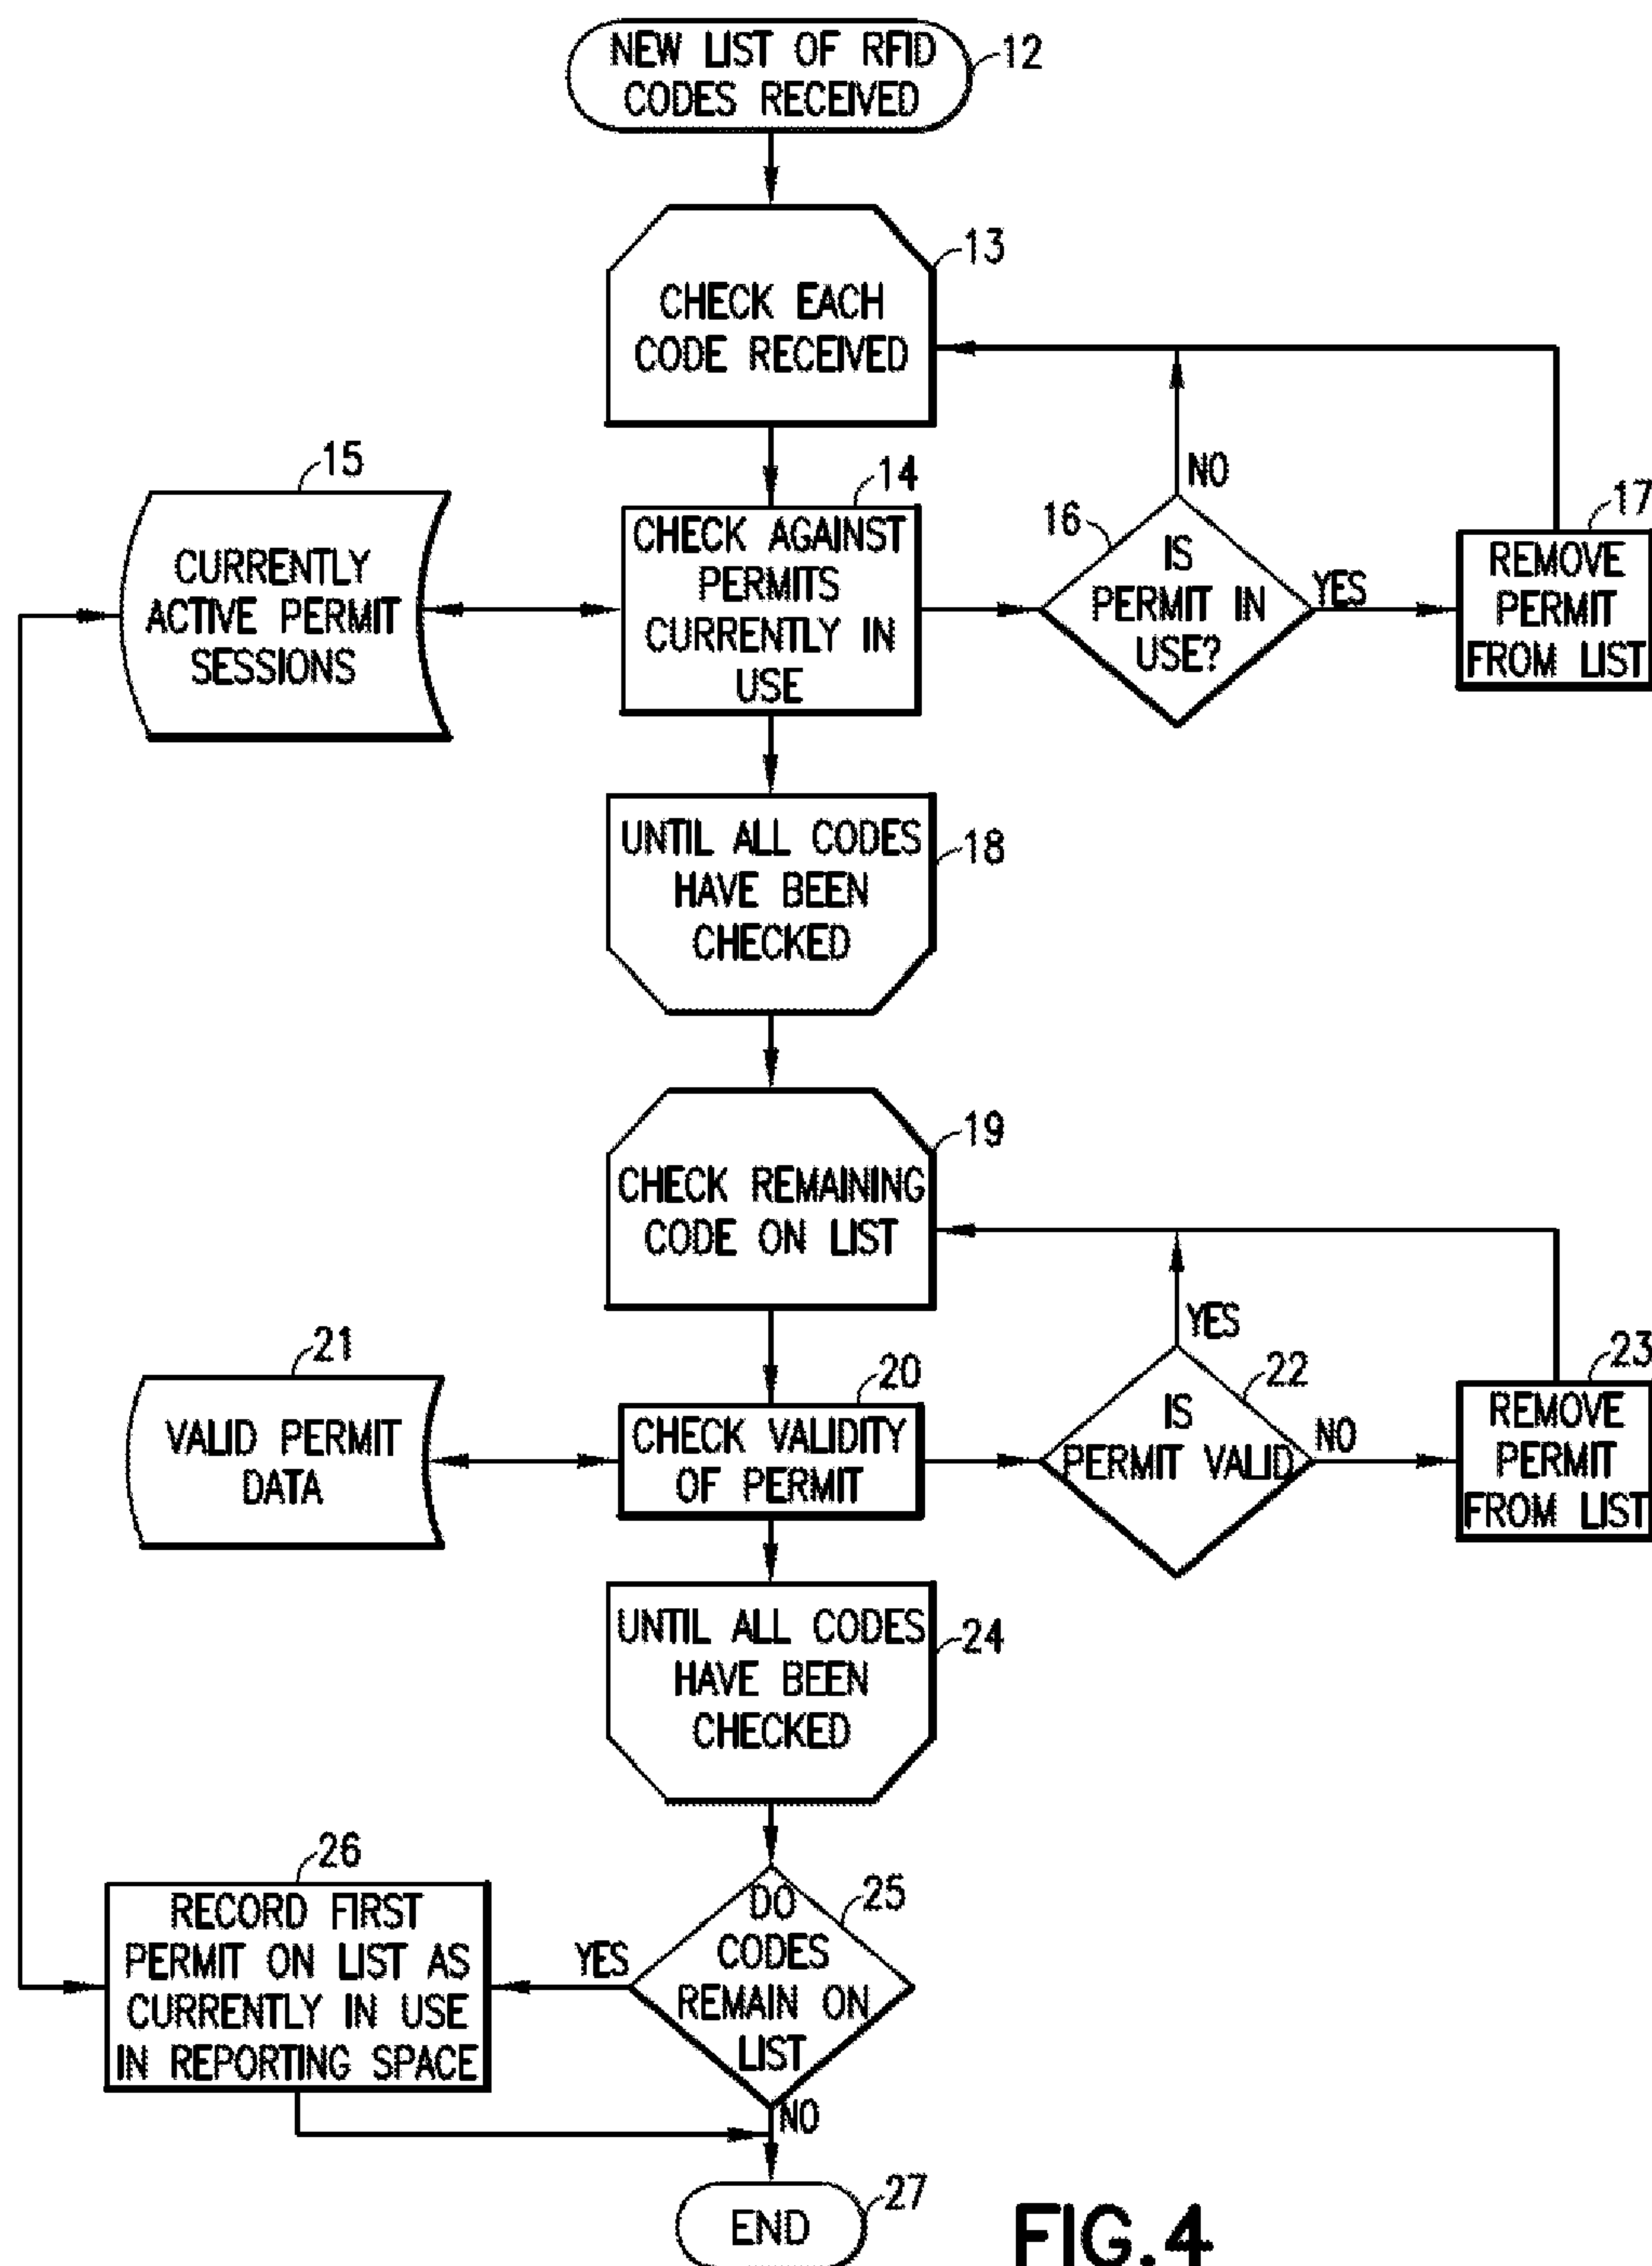 NEW LIST OF RFID
CODES RECEIVED
12
13
CHECK EACH
CODE RECEIVED
15
CURRENTLY
ACTIVE PERMIT
SESSIONS
14
CHECK AGAINST
PERMITS
CURRENTLY IN
USE
16
IS
PERMIT IN
USE?
NO
YES
17
REMOVE
PERMIT
FROM LIST
UNTIL ALL CODES
HAVE BEEN
CHECKED
18
19
CHECK REMAINING
CODE ON LIST
21
VALID PERMIT
DATA
20
CHECK VALIDITY
OF PERMIT
YES
22
IS
PERMIT VALID
NO
23
REMOVE
PERMIT
FROM LIST
UNTIL ALL CODES
HAVE BEEN
CHECKED
24
26
RECORD FIRST
PERMIT ON LIST AS
CURRENTLY IN USE
IN REPORTING SPACE
YES
25
DO
CODES
REMAIN ON
LIST
NO
END
27
FIG.4